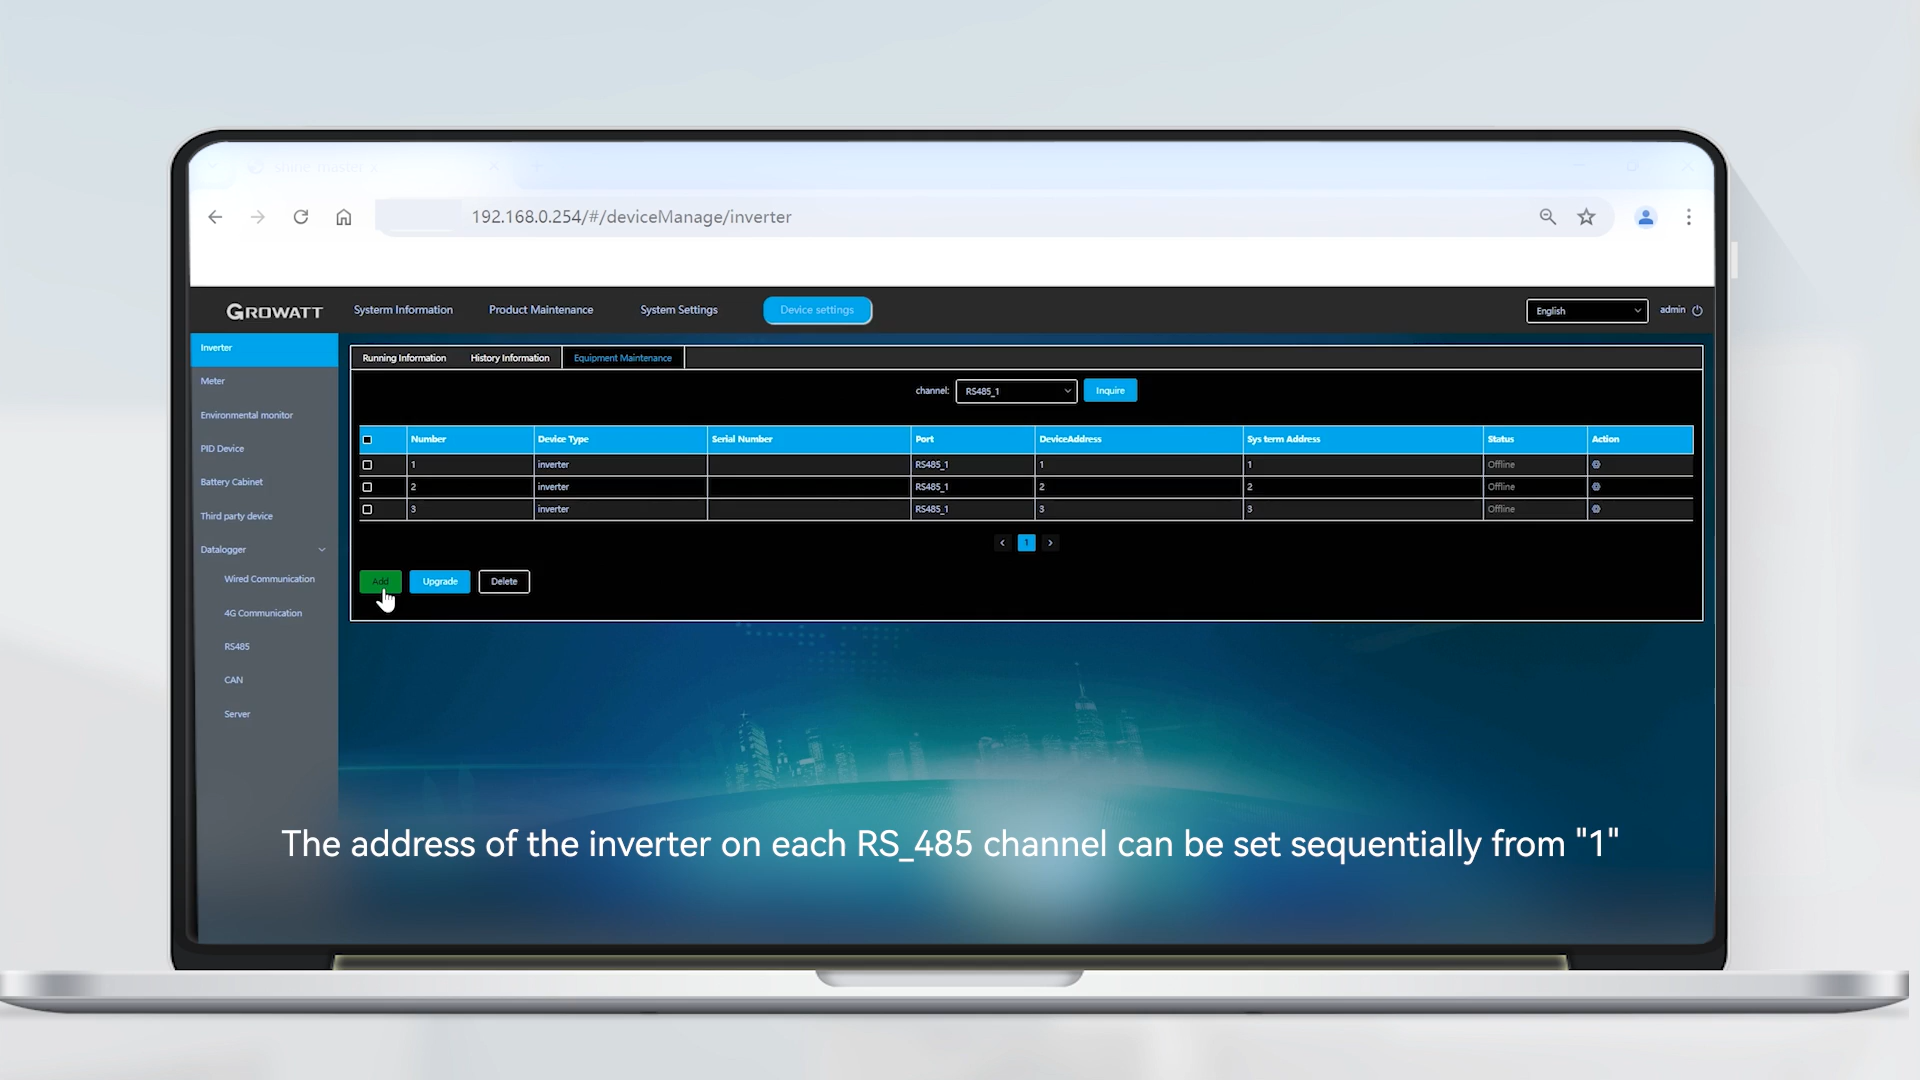 shine master
192.168.0.254/#/deviceManage/inverter
GROWATT
System Information
Product Maintenance
System Settings
Device settings
English
admin
Inverter
Meter
Environmental monitor
PID Device
Battery Cabinet
Third party device
Datalogger
Wired Communication
4G Communication
RS485
CAN
Server
Running Information
History Information
Equipment Maintenance
channel: RS485_1 Inquire
Number Device Type Serial Number Port DeviceAddress Sys term Address Status Action
1 inverter RS485_1 1 1 Offline
2 inverter RS485_1 2 2 Offline
3 inverter RS485_1 3 3 Offline
1
Add
Upgrade
Delete
The address of the inverter on each RS_485 channel can be set sequentially from "1"